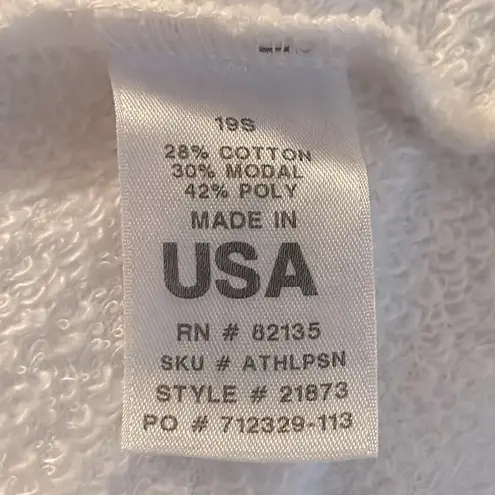 19S
28% COTTON
30% MODAL
42% POLY
MADE IN
USA
RN # 82135
SKU # ATHLPSN
STYLE # 21873
PO # 712329-113